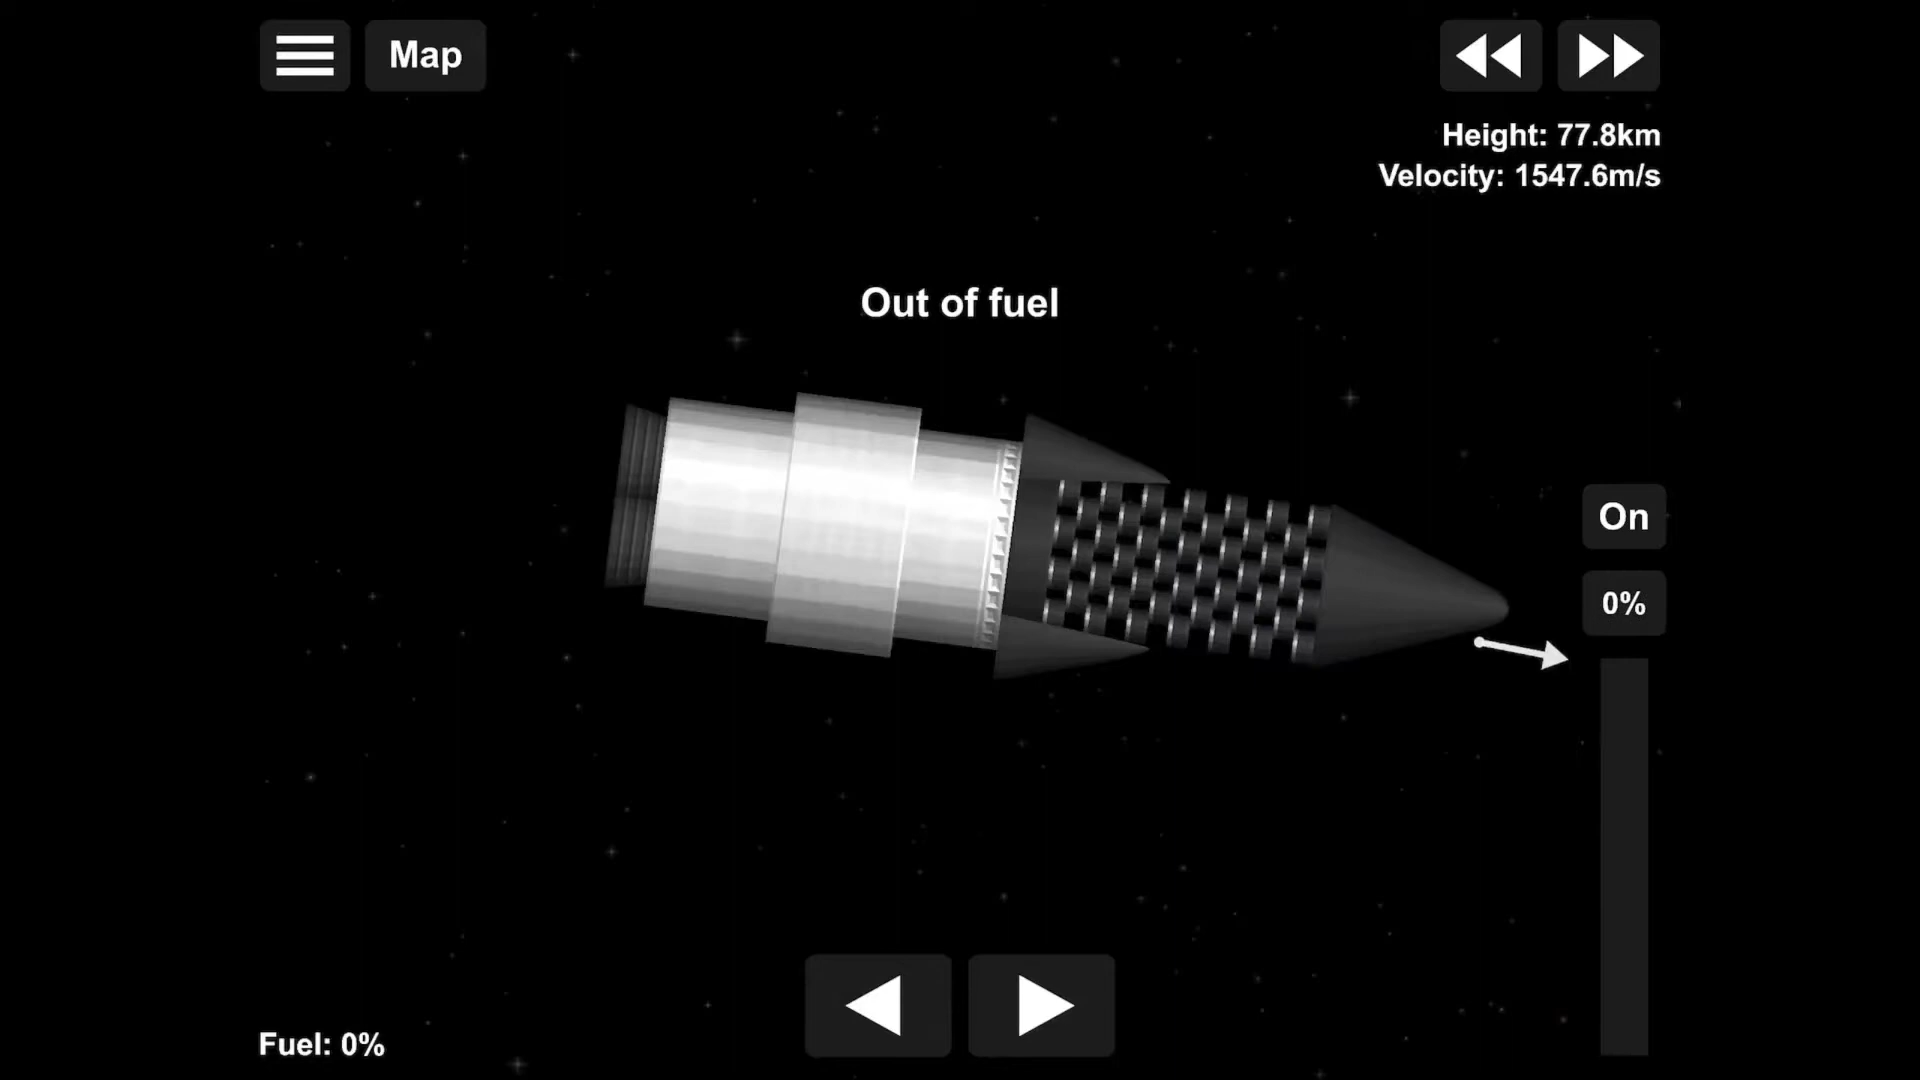 Map
Height: 77.8km
Velocity: 1547.6m/s
Out of fuel
On
0%
Fuel: 0%